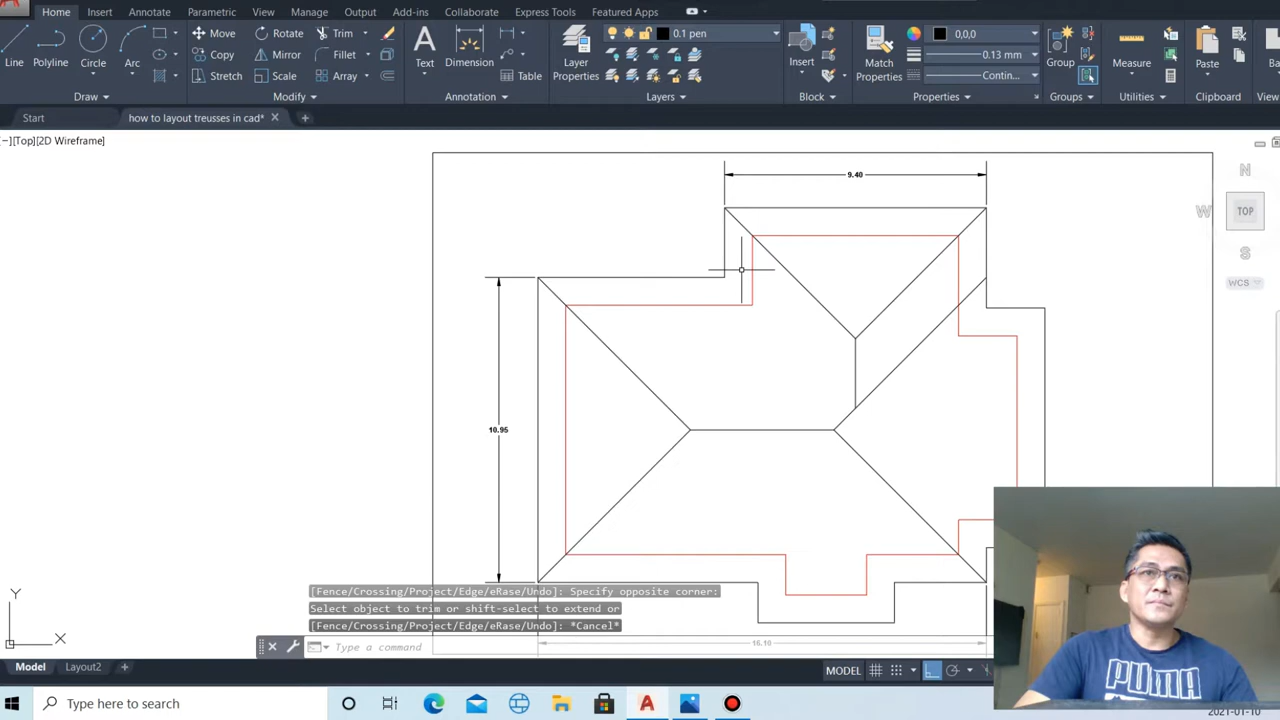 Home Insert Annotate Parametric View Manage Output Add-ins Collaborate Express Tools Featured Apps
Line Polyline Circle Arc
Move Rotate Trim
Copy Mirror Fillet
Stretch Scale Array
Text Dimension
Table
Layer Properties
0.1 pen
Insert
Match Properties
0,0,0
0.13 mm
Contin...
Group
Measure
Paste
Ba
Draw Modify Annotation Layers Block Properties Groups Utilities Clipboard View
Start
how to layout treusses in cad*
[−][Top][2D Wireframe]
9.40
N
W
TOP
S
WCS
10.95
[Fence/Crossing/Project/Edge/eRase/Undo]: Specify opposite corner:
Select object to trim or shift-select to extend or
[Fence/Crossing/Project/Edge/eRase/Undo]: *Cancel*
Y
X
Type a command
16.10
PUMA
Model Layout2
MODEL
Type here to search
2021-01-10